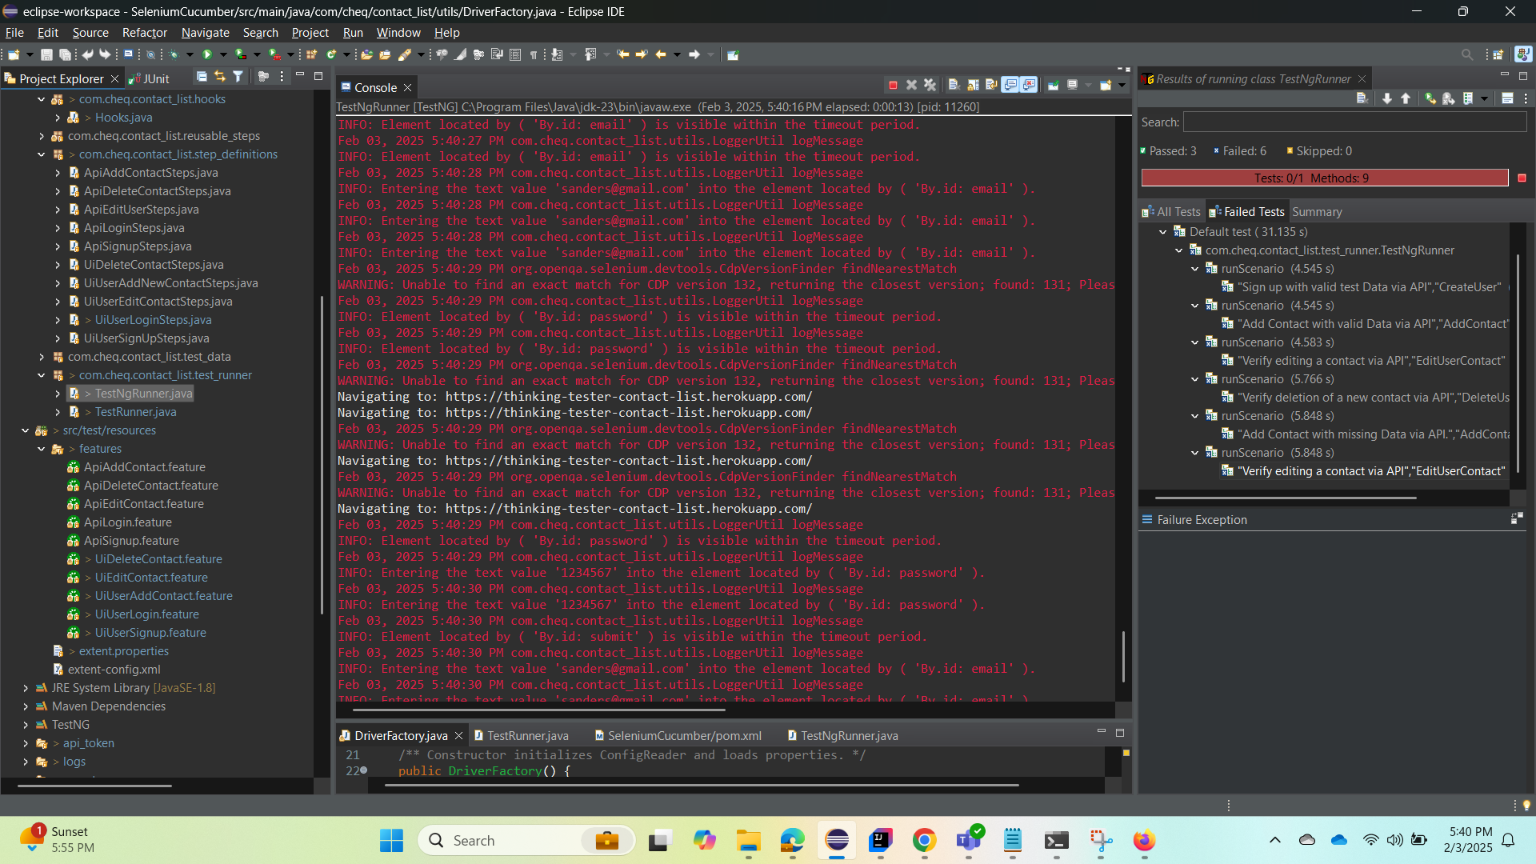 eclipse-workspace - SeleniumCucumber/src/main/java/com/cheq/contact_list/utils/DriverFactory.java - Eclipse IDE
File Edit Source Refactor Navigate Search Project Run Window Help
Project Explorer
JUnit
com.cheq.contact_list.hooks
> Hooks.java
com.cheq.contact_list.reusable_steps
> com.cheq.contact_list.step_definitions
ApiAddContactSteps.java
ApiDeleteContactSteps.java
ApiEditUserSteps.java
ApiLoginSteps.java
ApiSignupSteps.java
UiDeleteContactSteps.java
UiUserAddNewContactSteps.java
UiUserEditContactSteps.java
> UiUserLoginSteps.java
UiUserSignUpSteps.java
com.cheq.contact_list.test_data
> com.cheq.contact_list.test_runner
> TestNgRunner.java
> TestRunner.java
> src/test/resources
> features
ApiAddContact.feature
ApiDeleteContact.feature
ApiEditContact.feature
ApiLogin.feature
ApiSignup.feature
> UiDeleteContact.feature
> UiEditContact.feature
> UiUserAddContact.feature
> UiUserLogin.feature
> UiUserSignup.feature
> extent.properties
extent-config.xml
JRE System Library [JavaSE-1.8]
Maven Dependencies
TestNG
> api_token
> logs
Console
TestNgRunner [TestNG] C:\Program Files\Java\jdk-23\bin\javaw.exe (Feb 3, 2025, 5:40:16 PM elapsed: 0:00:13) [pid: 11260]
INFO: Element located by ( 'By.id: email' ) is visible within the timeout period.
Feb 03, 2025 5:40:27 PM com.cheq.contact_list.utils.LoggerUtil logMessage
INFO: Element located by ( 'By.id: email' ) is visible within the timeout period.
Feb 03, 2025 5:40:28 PM com.cheq.contact_list.utils.LoggerUtil logMessage
INFO: Entering the text value 'sanders@gmail.com' into the element located by ( 'By.id: email' ).
Feb 03, 2025 5:40:28 PM com.cheq.contact_list.utils.LoggerUtil logMessage
INFO: Entering the text value 'sanders@gmail.com' into the element located by ( 'By.id: email' ).
Feb 03, 2025 5:40:28 PM com.cheq.contact_list.utils.LoggerUtil logMessage
INFO: Entering the text value 'sanders@gmail.com' into the element located by ( 'By.id: email' ).
Feb 03, 2025 5:40:29 PM org.openqa.selenium.devtools.CdpVersionFinder findNearestMatch
WARNING: Unable to find an exact match for CDP version 132, returning the closest version; found: 131; Pleas
Feb 03, 2025 5:40:29 PM com.cheq.contact_list.utils.LoggerUtil logMessage
INFO: Element located by ( 'By.id: password' ) is visible within the timeout period.
Feb 03, 2025 5:40:29 PM com.cheq.contact_list.utils.LoggerUtil logMessage
INFO: Element located by ( 'By.id: password' ) is visible within the timeout period.
Feb 03, 2025 5:40:29 PM org.openqa.selenium.devtools.CdpVersionFinder findNearestMatch
WARNING: Unable to find an exact match for CDP version 132, returning the closest version; found: 131; Pleas
Navigating to: https://thinking-tester-contact-list.herokuapp.com/
Navigating to: https://thinking-tester-contact-list.herokuapp.com/
Feb 03, 2025 5:40:29 PM org.openqa.selenium.devtools.CdpVersionFinder findNearestMatch
WARNING: Unable to find an exact match for CDP version 132, returning the closest version; found: 131; Pleas
Navigating to: https://thinking-tester-contact-list.herokuapp.com/
Feb 03, 2025 5:40:29 PM org.openqa.selenium.devtools.CdpVersionFinder findNearestMatch
WARNING: Unable to find an exact match for CDP version 132, returning the closest version; found: 131; Pleas
Navigating to: https://thinking-tester-contact-list.herokuapp.com/
Feb 03, 2025 5:40:29 PM com.cheq.contact_list.utils.LoggerUtil logMessage
INFO: Element located by ( 'By.id: password' ) is visible within the timeout period.
Feb 03, 2025 5:40:29 PM com.cheq.contact_list.utils.LoggerUtil logMessage
INFO: Entering the text value '1234567' into the element located by ( 'By.id: password' ).
Feb 03, 2025 5:40:30 PM com.cheq.contact_list.utils.LoggerUtil logMessage
INFO: Entering the text value '1234567' into the element located by ( 'By.id: password' ).
Feb 03, 2025 5:40:30 PM com.cheq.contact_list.utils.LoggerUtil logMessage
INFO: Element located by ( 'By.id: submit' ) is visible within the timeout period.
Feb 03, 2025 5:40:30 PM com.cheq.contact_list.utils.LoggerUtil logMessage
INFO: Entering the text value 'sanders@gmail.com' into the element located by ( 'By.id: email' ).
Feb 03, 2025 5:40:30 PM com.cheq.contact_list.utils.LoggerUtil logMessage
INFO: Entering the text value 'sanders@gmail.com' into the element located by ( 'By.id: email' ).
DriverFactory.java
TestRunner.java
SeleniumCucumber/pom.xml
TestNgRunner.java
21 /** Constructor initializes ConfigReader and loads properties. */
22 public DriverFactory() {
Results of running class TestNgRunner
Search:
Passed: 3 Failed: 6 Skipped: 0
Tests: 0/1 Methods: 9
All Tests Failed Tests Summary
Default test ( 31.135 s)
com.cheq.contact_list.test_runner.TestNgRunner
runScenario (4.545 s)
"Sign up with valid test Data via API","CreateUser"
runScenario (4.545 s)
"Add Contact with valid Data via API","AddContact"
runScenario (4.583 s)
"Verify editing a contact via API","EditUserContact"
runScenario (5.766 s)
"Verify deletion of a new contact via API","DeleteUs
runScenario (5.848 s)
"Add Contact with missing Data via API.","AddConta
runScenario (5.848 s)
"Verify editing a contact via API","EditUserContact"
Failure Exception
1
Sunset
5:55 PM
Search
5:40 PM
2/3/2025